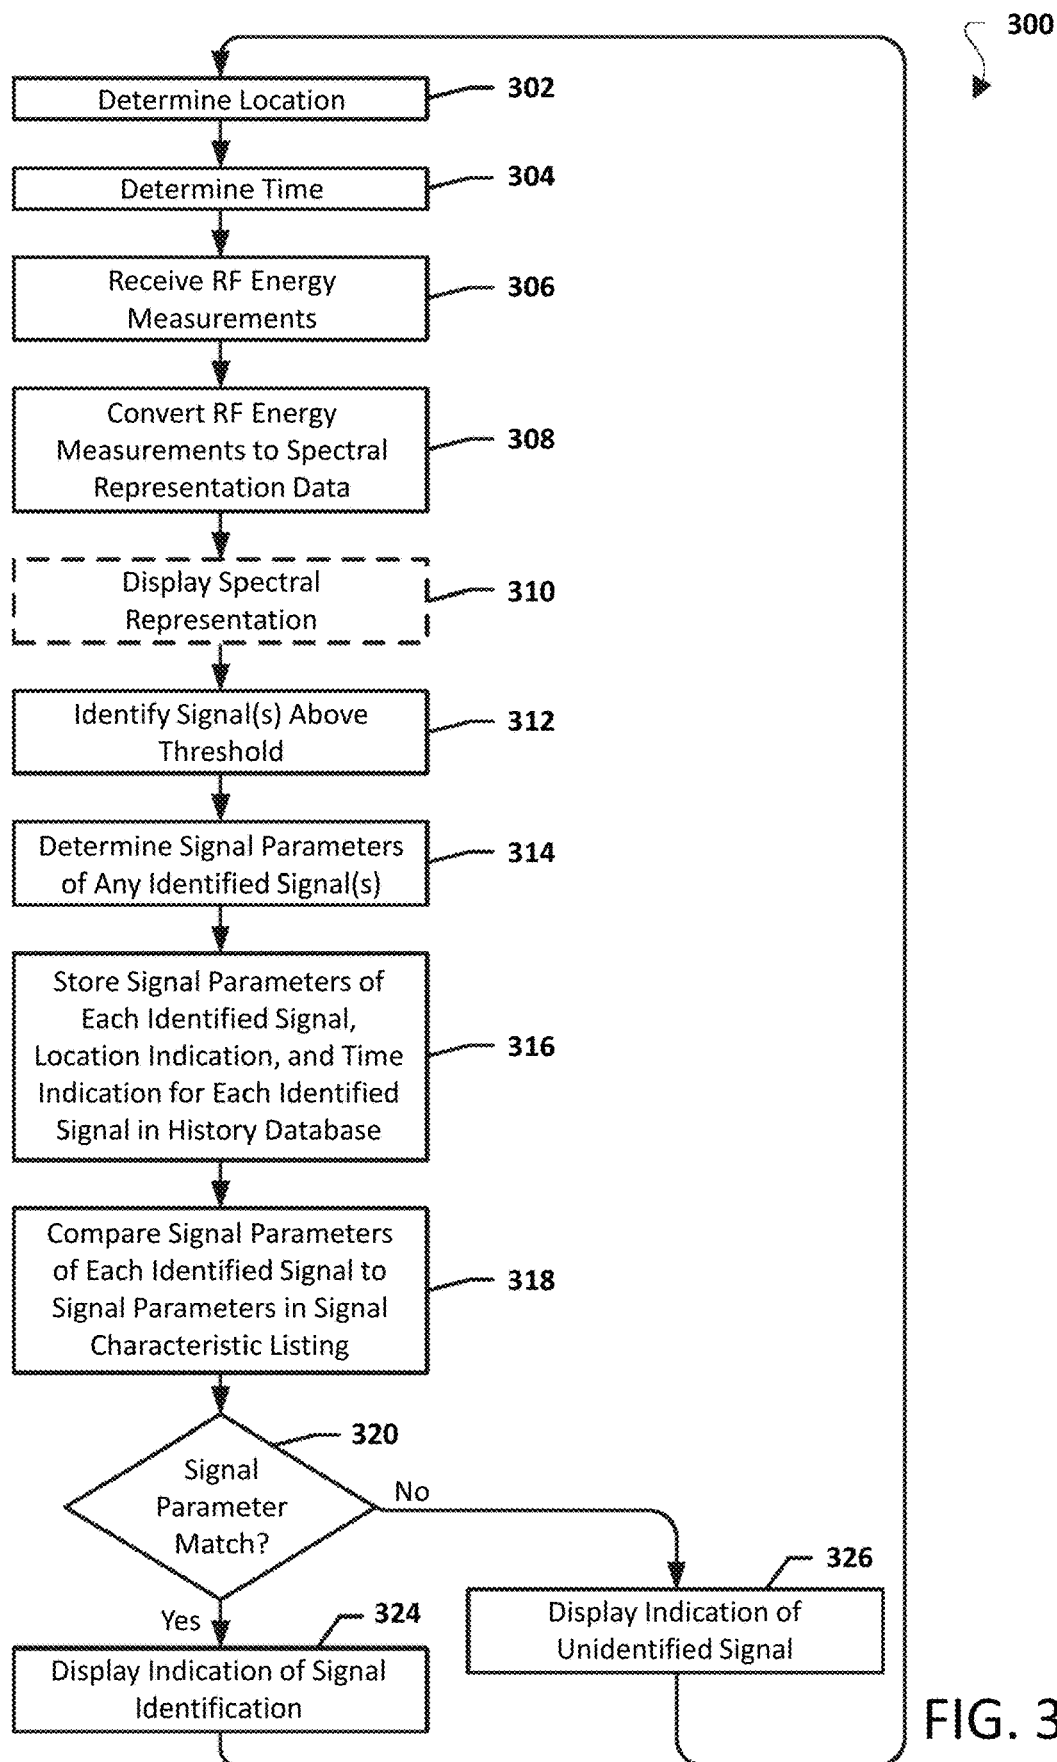 300
Determine Location
302
Determine Time
304
Receive RF Energy
Measurements
306
Convert RF Energy
Measurements to Spectral
Representation Data
308
Display Spectral
Representation
310
Identify Signal(s) Above
Threshold
312
Determine Signal Parameters
of Any Identified Signal(s)
314
Store Signal Parameters of
Each Identified Signal,
Location Indication, and Time
Indication for Each Identified
Signal in History Database
316
Compare Signal Parameters
of Each Identified Signal to
Signal Parameters in Signal
Characteristic Listing
318
320
Signal
Parameter
Match?
No
326
Display Indication of
Unidentified Signal
Yes
324
Display Indication of Signal
Identification
FIG. 3